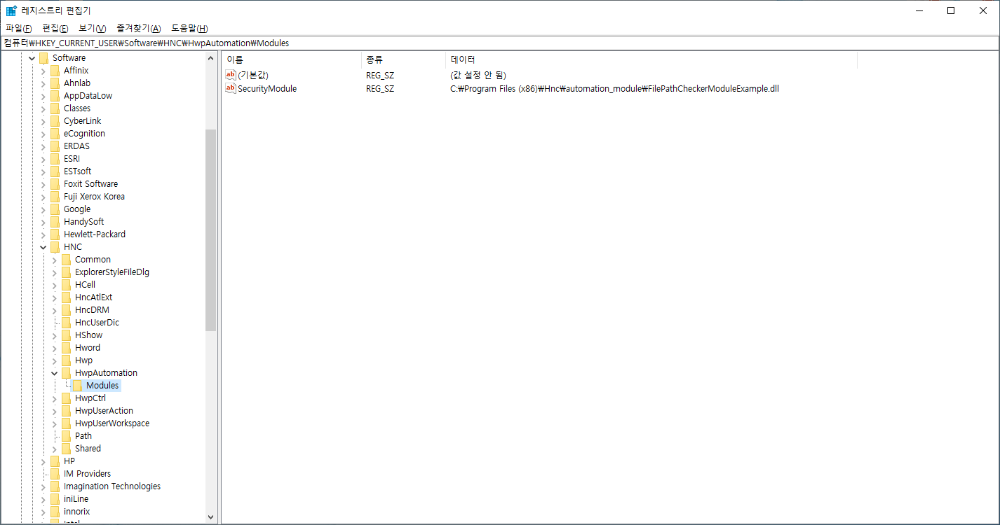 레지스트리 편집기
파일(F) 편집(E) 보기(V) 즐겨찾기(A) 도움말(H)
컴퓨터₩HKEY_CURRENT_USER₩Software₩HNC₩HwpAutomation₩Modules
Software
Affinix
Ahnlab
AppDataLow
Classes
CyberLink
eCognition
ERDAS
ESRI
ESTsoft
Foxit Software
Fuji Xerox Korea
Google
HandySoft
Hewlett-Packard
HNC
Common
ExplorerStyleFileDlg
HCell
HncAtlExt
HncDRM
HncUserDic
HShow
Hword
Hwp
HwpAutomation
Modules
HwpCtrl
HwpUserAction
HwpUserWorkspace
Path
Shared
HP
IM Providers
Imagination Technologies
iniLine
innorix
Intel
이름 종류 데이터
ab (기본값) REG_SZ (값 설정 안 됨)
ab SecurityModule REG_SZ C:₩Program Files (x86)₩Hnc₩automation_module₩FilePathCheckerModuleExample.dll